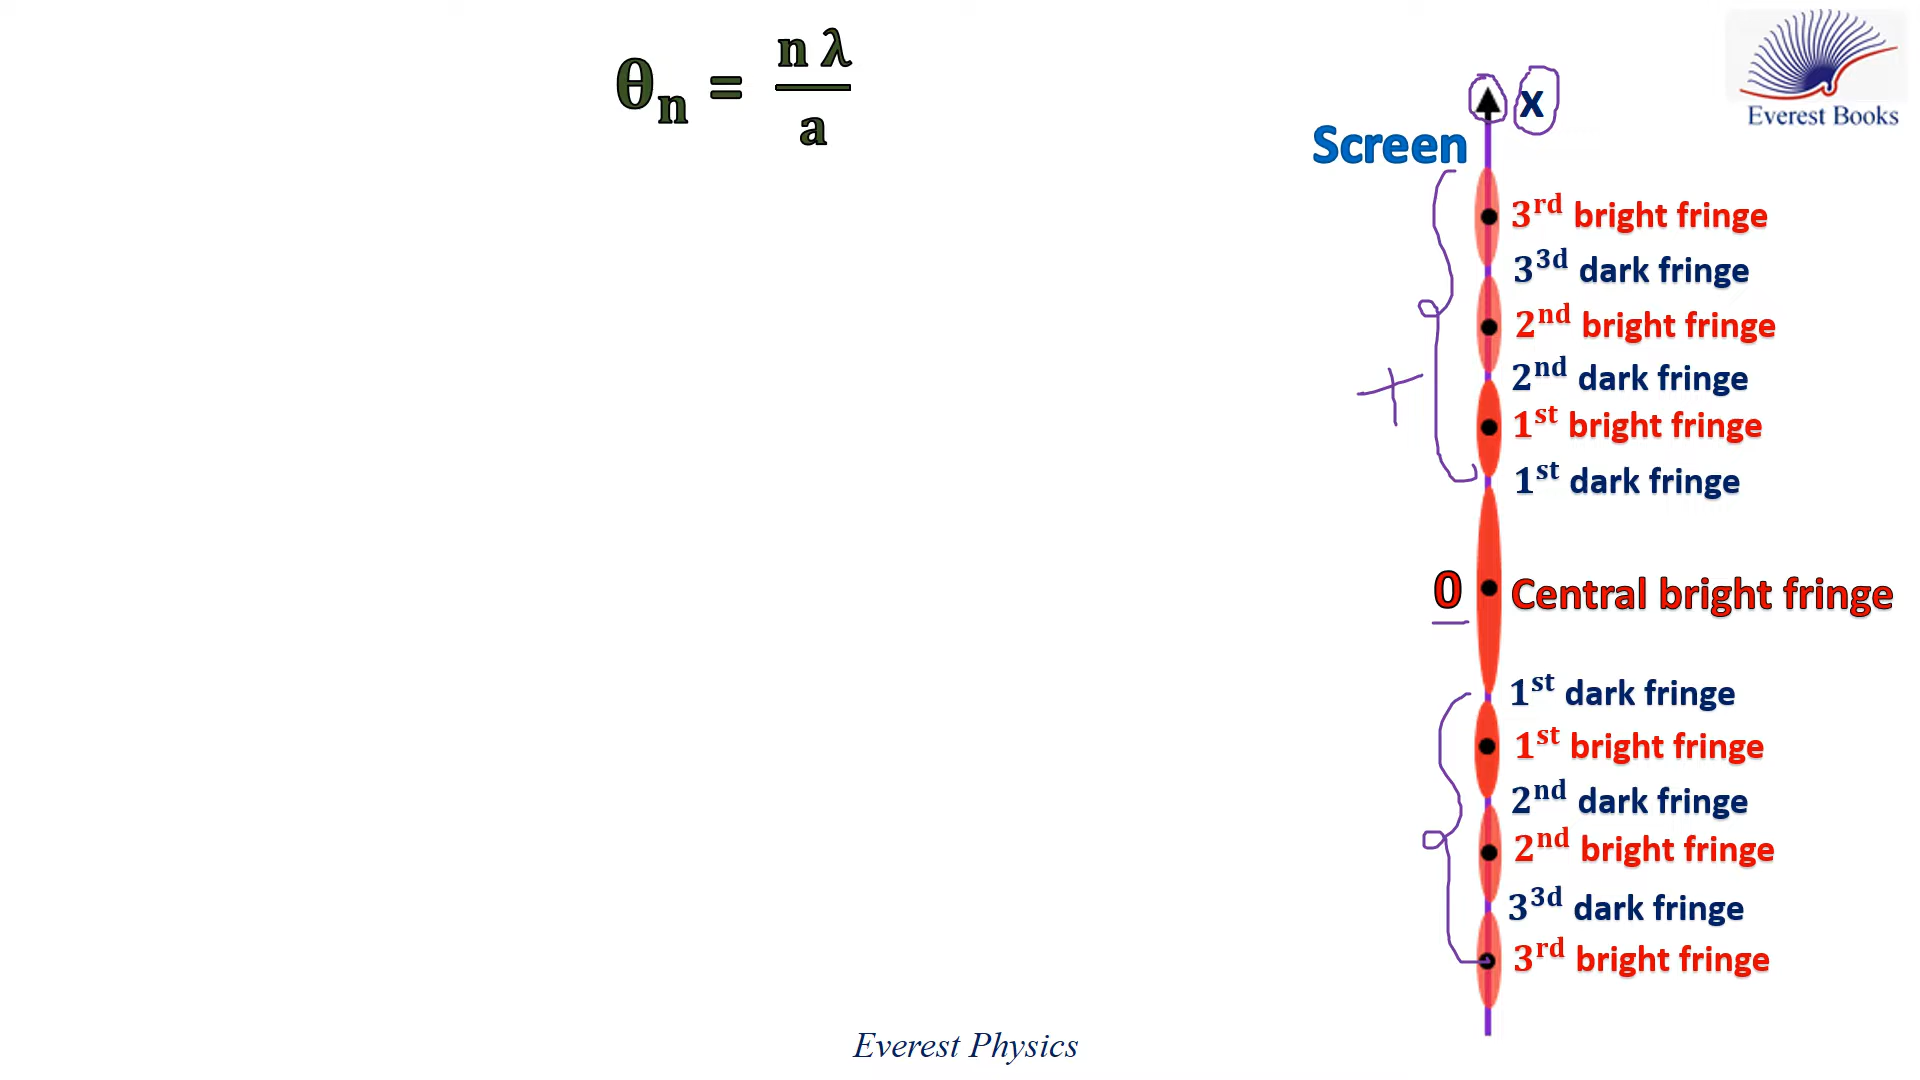 θₙ = n λ / a
x
Everest Books
Screen
3ʳᵈ bright fringe
3³ᵈ dark fringe
2ⁿᵈ bright fringe
2ⁿᵈ dark fringe
+
1ˢᵗ bright fringe
1ˢᵗ dark fringe
O Central bright fringe
1ˢᵗ dark fringe
1ˢᵗ bright fringe
2ⁿᵈ dark fringe
2ⁿᵈ bright fringe
3³ᵈ dark fringe
3ʳᵈ bright fringe
Everest Physics